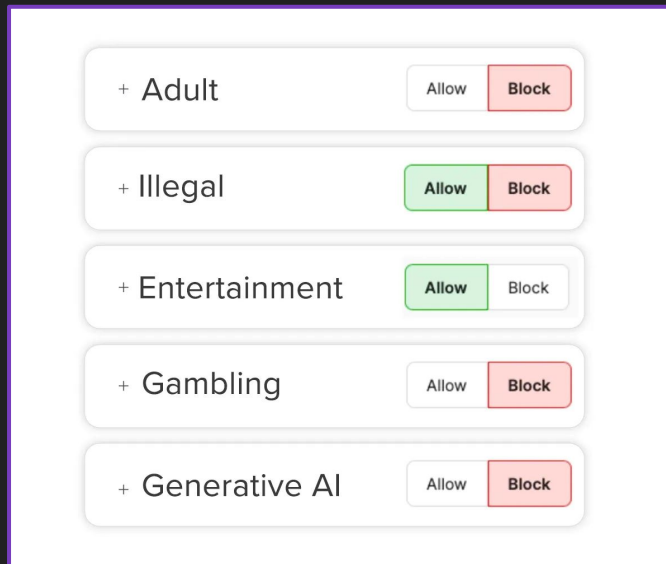 + Adult Allow Block
+ Illegal Allow Block
+ Entertainment Allow Block
+ Gambling Allow Block
+ Generative AI Allow Block